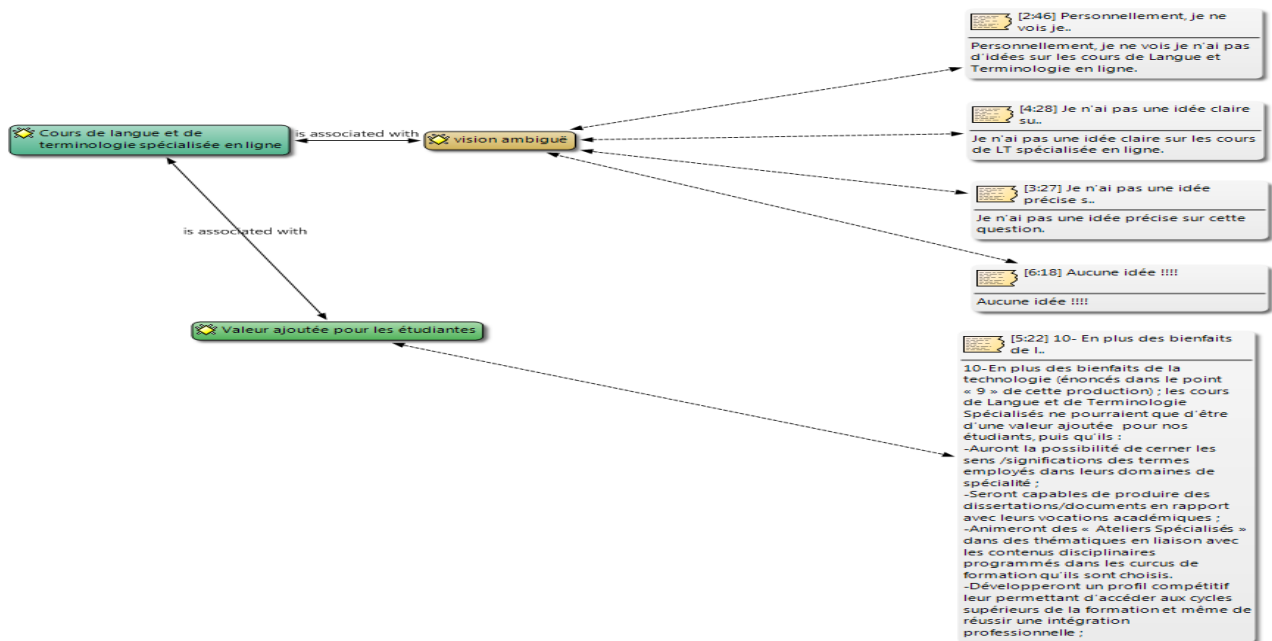 Cours de langue et de
terminologie spécialisée en ligne
is associated with
vision ambiguë
is associated with
Valeur ajoutée pour les étudiantes
[2:46] Personnellement, je ne
vois je..
Personnellement, je ne vois je n'ai pas
d'idées sur les cours de Langue et
Terminologie en ligne.
[4:28] Je n'ai pas une idée claire
su..
Je n'ai pas une idée claire sur les cours
de LT spécialisée en ligne.
[3:27] Je n'ai pas une idée
précise s..
Je n'ai pas une idée précise sur cette
question.
[6:18] Aucune idée !!!!
Aucune idée !!!!
[5:22] 10- En plus des bienfaits
de l..
10-En plus des bienfaits de la
technologie (énoncés dans le point
« 9 » de cette production) ; les cours
de Langue et de Terminologie
Spécialisés ne pourraient que d'être
d'une valeur ajoutée pour nos
étudiants, puis qu'ils :
-Auront la possibilité de cerner les
sens /significations des termes
employés dans leurs domaines de
spécialité ;
-Seront capables de produire des
dissertations/documents en rapport
avec leurs vocations académiques ;
-Animeront des « Ateliers Spécialisés »
dans des thématiques en liaison avec
les contenus disciplinaires
programmés dans les curcus de
formation qu'ils sont choisis.
-Développeront un profil compétitif
leur permettant d'accéder aux cycles
supérieurs de la formation et même de
réussir une intégration
professionnelle ;